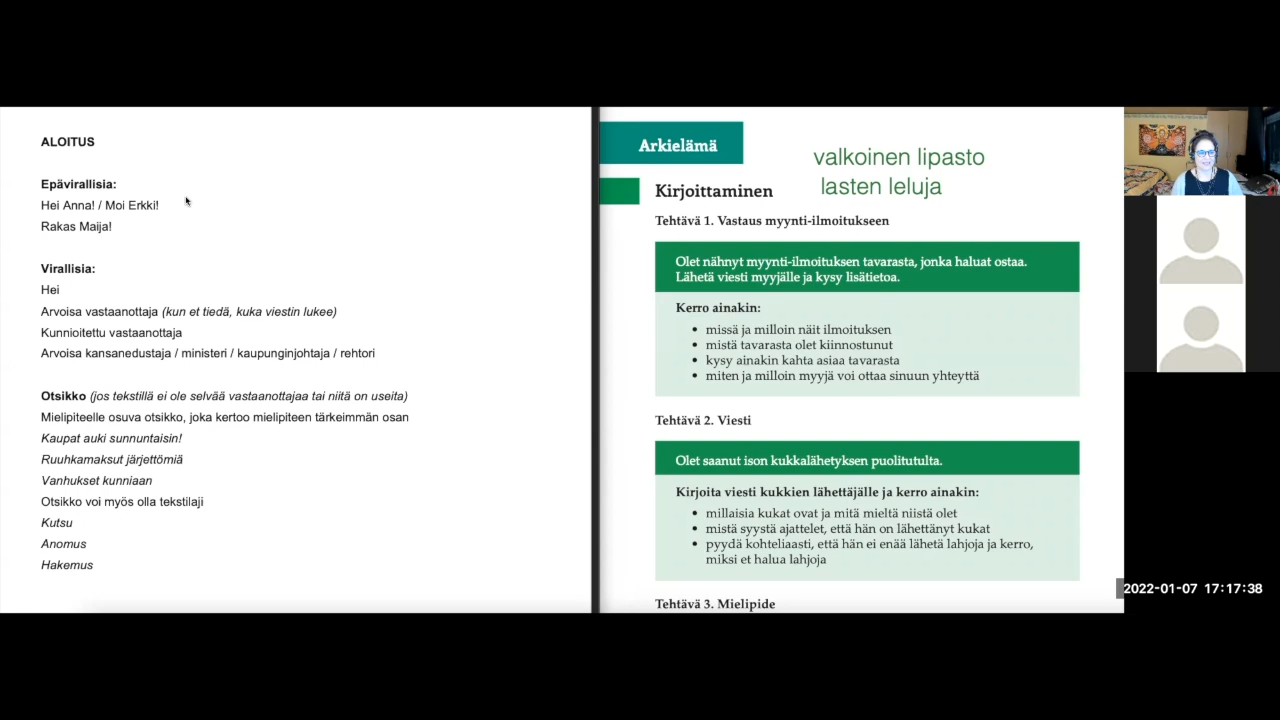 ALOITUS
Epävirallisia:
Hei Anna! / Moi Erkki!
Rakas Maija!
Virallisia:
Hei
Arvoisa vastaanottaja (kun et tiedä, kuka viestin lukee)
Kunnioitettu vastaanottaja
Arvoisa kansanedustaja / ministeri / kaupunginjohtaja / rehtori
Otsikko (jos tekstillä ei ole selvää vastaanottajaa tai niitä on useita)
Mielipiteelle osuva otsikko, joka kertoo mielipiteen tärkeimmän osan
Kaupat auki sunnuntaisin!
Ruuhkamaksut järjettömiä
Vanhukset kunniaan
Otsikko voi myös olla tekstilaji
Kutsu
Anomus
Hakemus
Arkielämä
valkoinen lipasto
lasten leluja
Kirjoittaminen
Tehtävä 1. Vastaus myynti-ilmoitukseen
Olet nähnyt myynti-ilmoituksen tavarasta, jonka haluat ostaa.
Lähetä viesti myyjälle ja kysy lisätietoa.
Kerro ainakin:
• missä ja milloin näit ilmoituksen
• mistä tavarasta olet kiinnostunut
• kysy ainakin kahta asiaa tavarasta
• miten ja milloin myyjä voi ottaa sinuun yhteyttä
Tehtävä 2. Viesti
Olet saanut ison kukkalähetyksen puolitutulta.
Kirjoita viesti kukkien lähettäjälle ja kerro ainakin:
• millaisia kukat ovat ja mitä mieltä niistä olet
• mistä syystä ajattelet, että hän on lähettänyt kukat
• pyydä kohteliaasti, että hän ei enää lähetä lahjoja ja kerro,
miksi et halua lahjoja
Tehtävä 3. Mielipide
2022-01-07 17:17:38